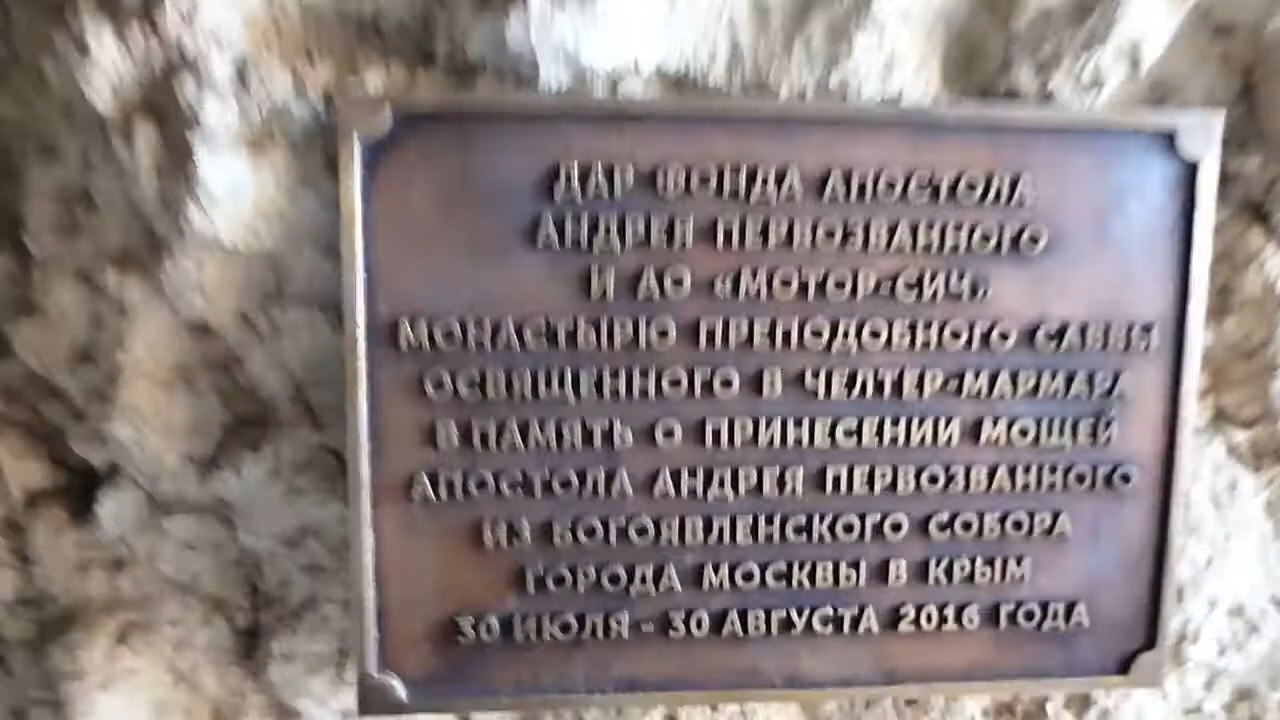 ДАР ФОНДА АПОСТОЛА
АНДРЕЯ ПЕРВОЗВАННОГО
И АО «МОТОР-СИЧ»
МОНАСТЫРЮ ПРЕПОДОБНОГО САВВЫ
ОСВЯЩЕННОГО В ЧЕЛТЕР-МАРМАРА
В ПАМЯТЬ О ПРИНЕСЕНИИ МОЩЕЙ
АПОСТОЛА АНДРЕЯ ПЕРВОЗВАННОГО
ИЗ БОГОЯВЛЕНСКОГО СОБОРА
ГОРОДА МОСКВЫ В КРЫМ
30 ИЮЛЯ - 30 АВГУСТА 2016 ГОДА